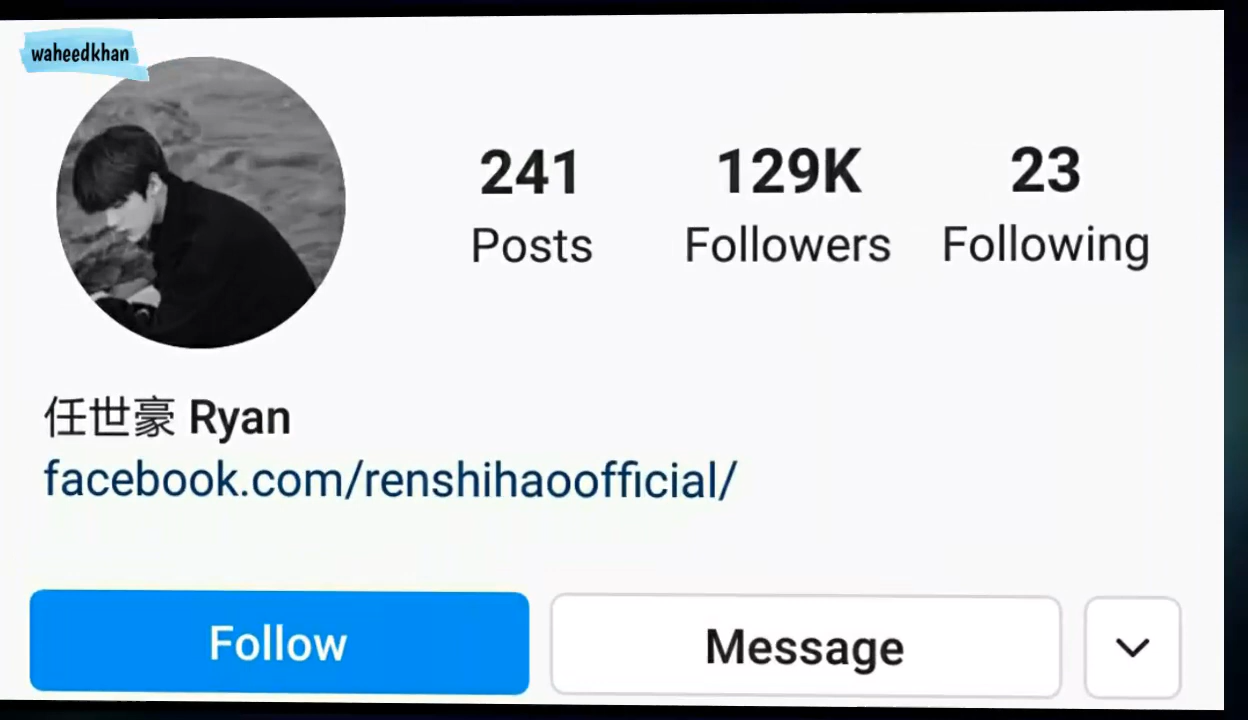 waheedkhan
241
Posts
129K
Followers
23
Following
任世豪 Ryan
facebook.com/renshihaoofficial/
Follow
Message